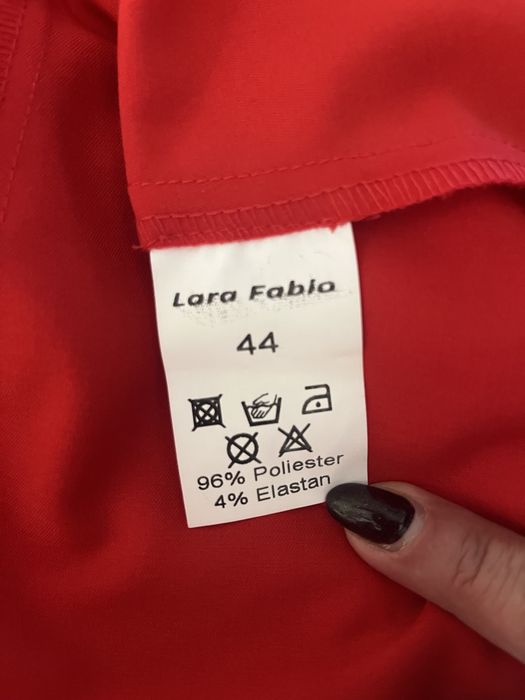 Lara Fabio
44
96% Poliester
4% Elastan